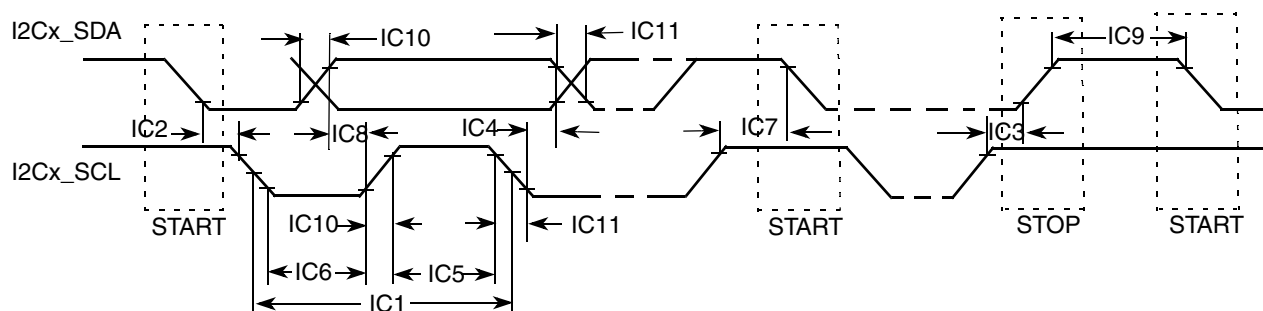 I2Cx_SDA
IC10
IC11
IC9
IC2
IC8
IC4
IC7
IC3
I2Cx_SCL
START
IC10
IC11
START
STOP
START
IC6
IC5
IC1